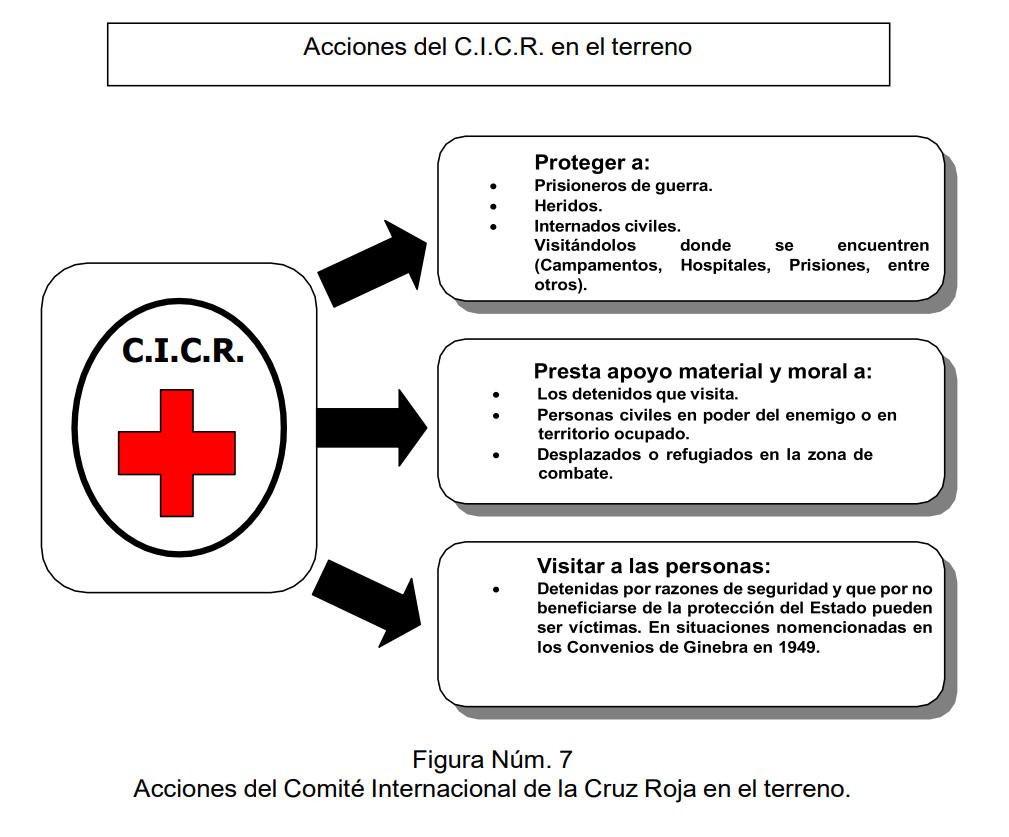 Acciones del C.I.C.R. en el terreno
C.I.C.R.
Proteger a:
• Prisioneros de guerra.
• Heridos.
• Internados civiles.
Visitándolos donde se encuentren
(Campamentos, Hospitales, Prisiones, entre
otros).
Presta apoyo material y moral a:
• Los detenidos que visita.
• Personas civiles en poder del enemigo o en
territorio ocupado.
• Desplazados o refugiados en la zona de
combate.
Visitar a las personas:
• Detenidas por razones de seguridad y que por no
beneficiarse de la protección del Estado pueden
ser víctimas. En situaciones nomencionadas en
los Convenios de Ginebra en 1949.
Figura Núm. 7
Acciones del Comité Internacional de la Cruz Roja en el terreno.